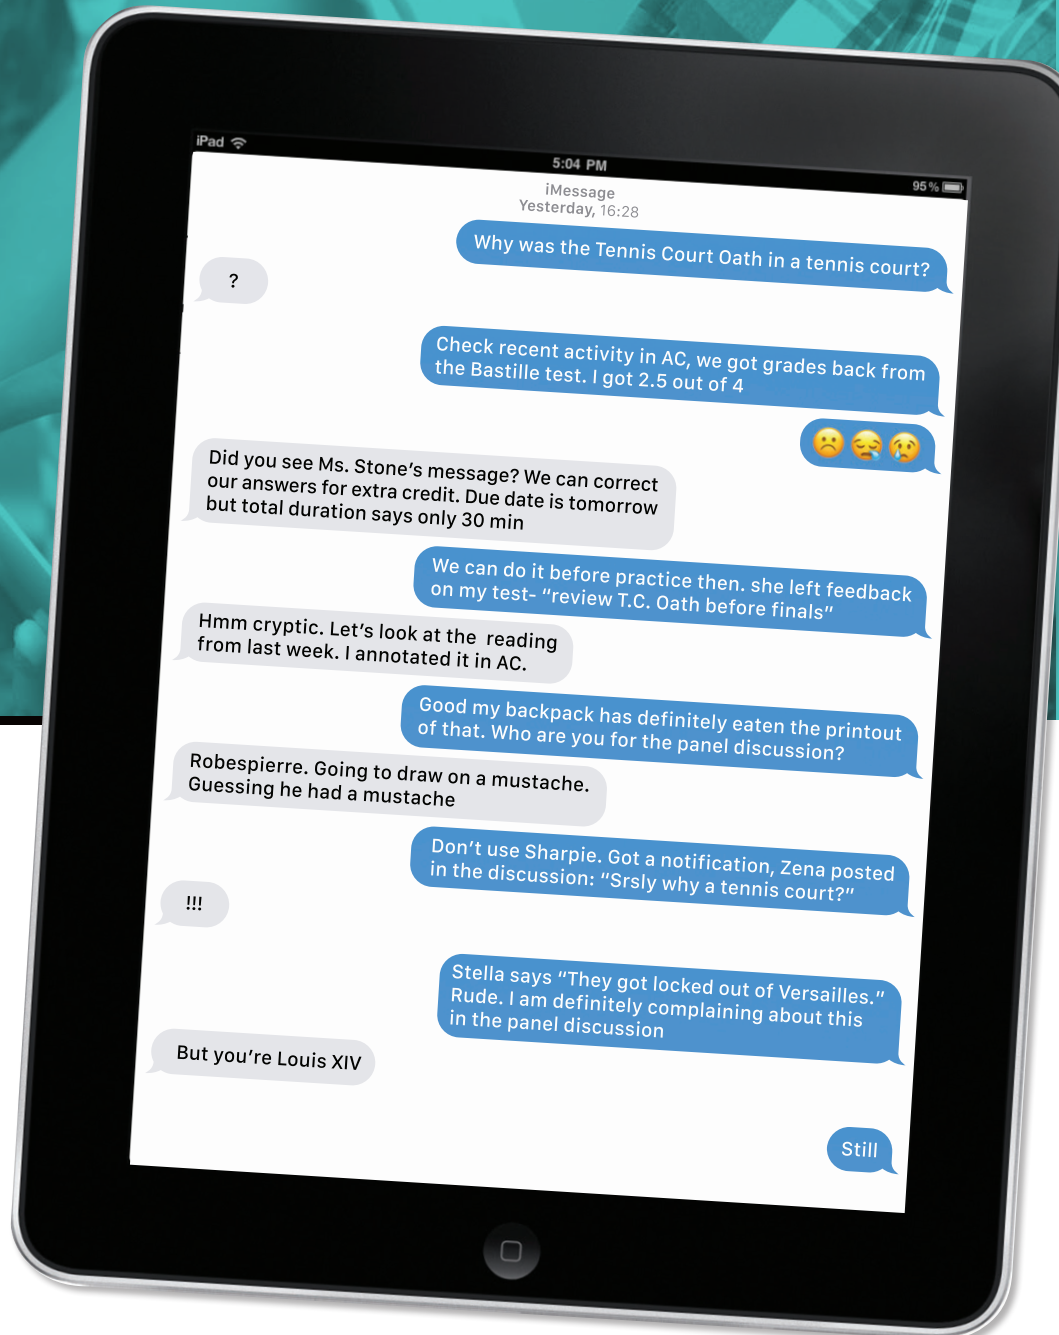 iPad
5:04 PM
95%
iMessage
Yesterday, 16:28
Why was the Tennis Court Oath in a tennis court?
?
Check recent activity in AC, we got grades back from
the Bastille test. I got 2.5 out of 4
☹️😪😢
Did you see Ms. Stone’s message? We can correct
our answers for extra credit. Due date is tomorrow
but total duration says only 30 min
We can do it before practice then. she left feedback
on my test- “review T.C. Oath before finals”
Hmm cryptic. Let’s look at the  reading
from last week. I annotated it in AC.
Good my backpack has definitely eaten the printout
of that. Who are you for the panel discussion?
Robespierre. Going to draw on a mustache.
Guessing he had a mustache
Don’t use Sharpie. Got a notification, Zena posted
in the discussion: “Srsly why a tennis court?”
!!!
Stella says “They got locked out of Versailles.”
Rude. I am definitely complaining about this
in the panel discussion
But you’re Louis XIV
Still